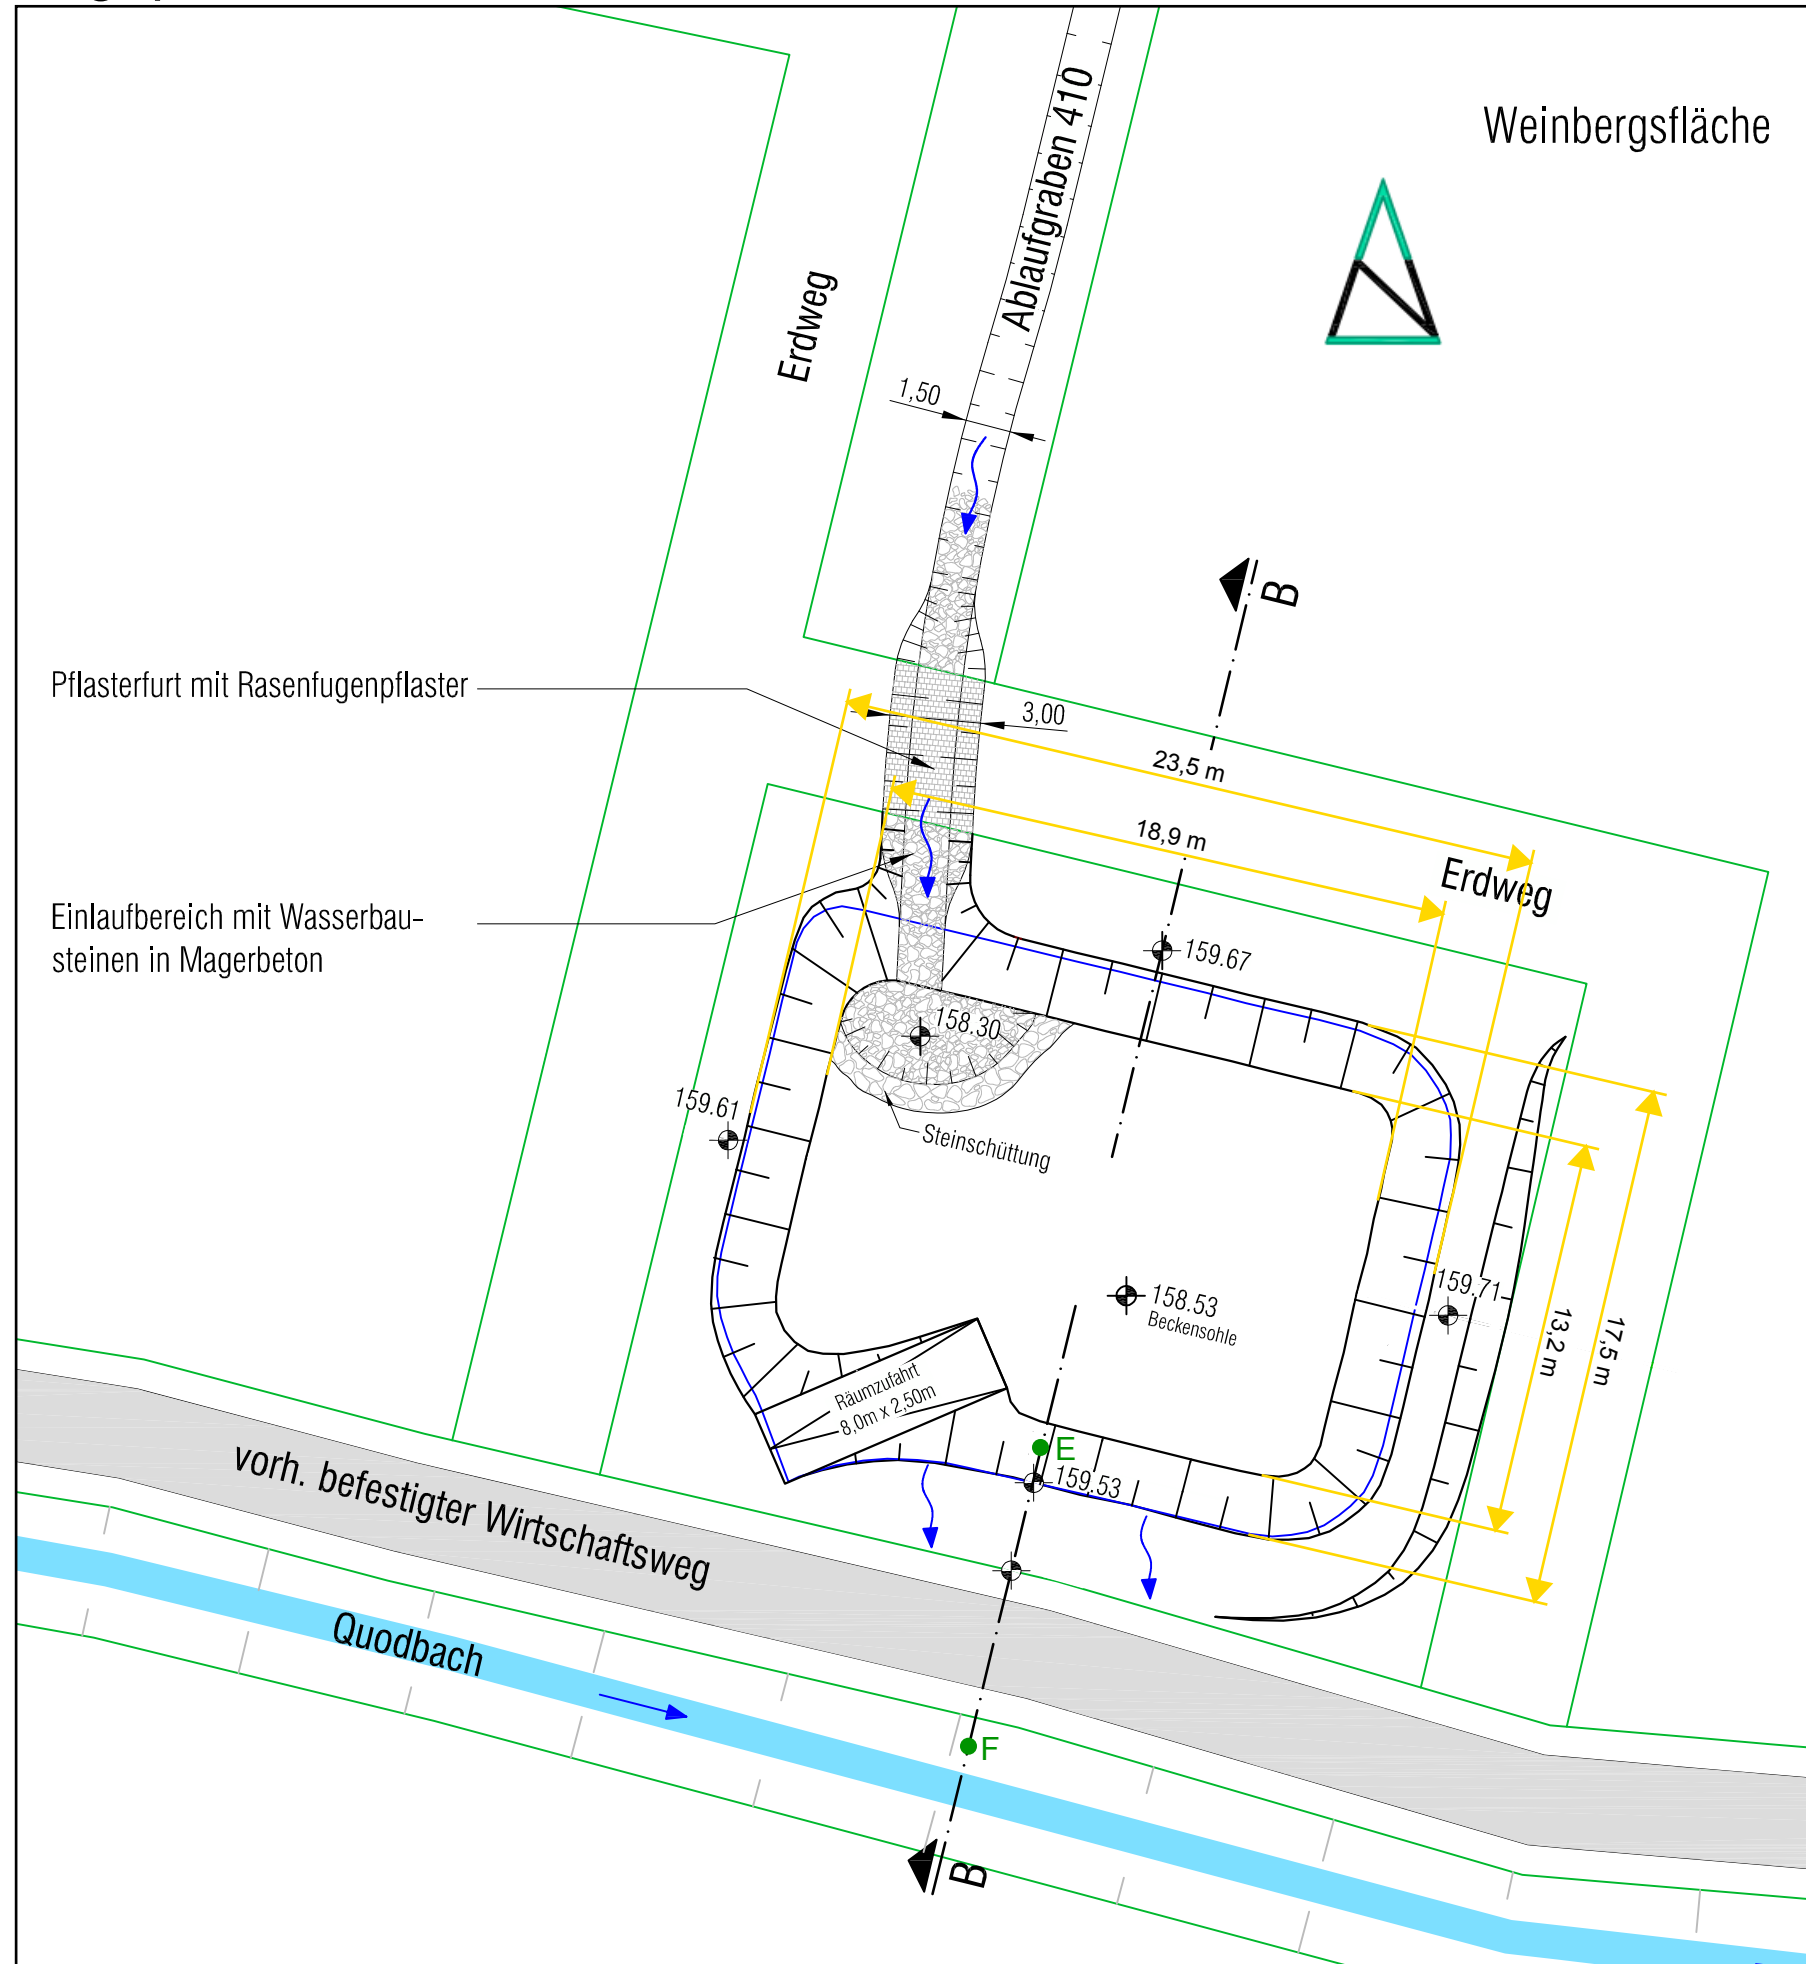 Weinbergsfläche
Ablaufgraben 410
Erdweg
1,50
B
Pflasterfurt mit Rasenfugenpflaster
3,00
23,5 m
18,9 m
Erdweg
Einlaufbereich mit Wasserbau-
steinen in Magerbeton
159.67
158.30
159.61
Steinschüttung
158.53
Beckensohle
159.71
13,2 m
17,5 m
Räumzufahrt
8,0m x 2,50m
E
159.53
vorh. befestigter Wirtschaftsweg
Quodbach
F
B